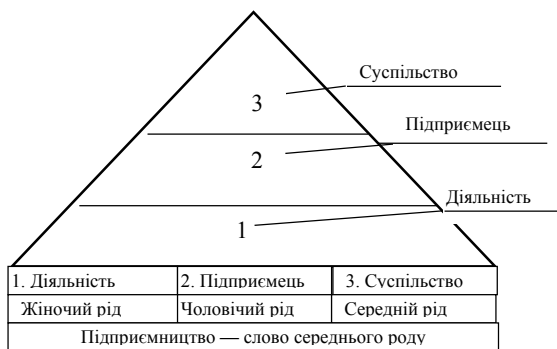 Суспільство
3
Підприємець
2
Діяльність
1
1. Діяльність 2. Підприємець 3. Суспільство
Жіночий рід Чоловічий рід Середній рід
Підприємництво — слово середнього роду